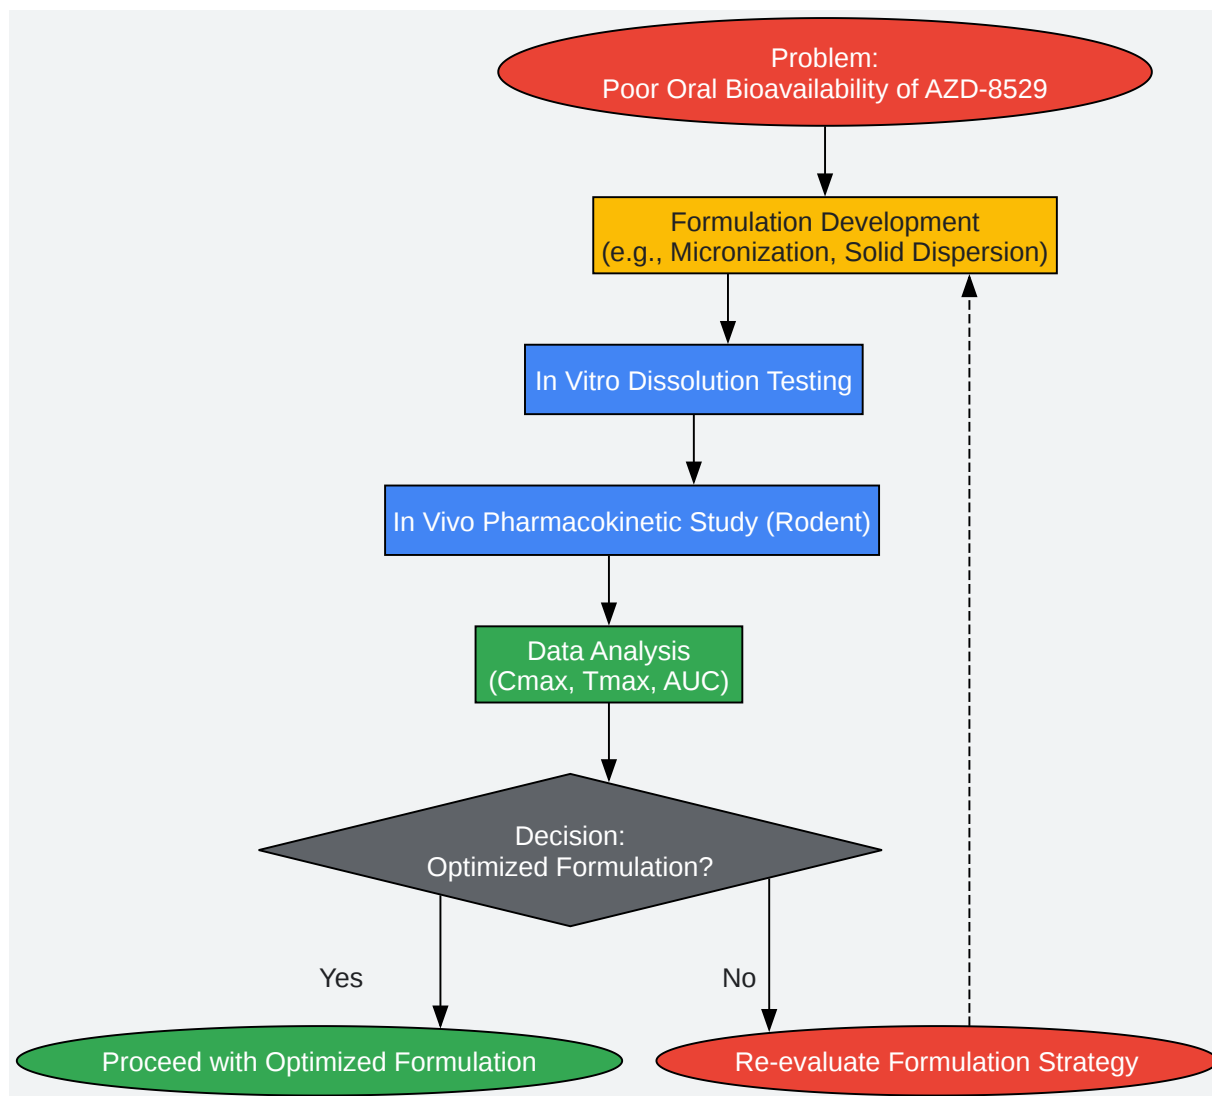 Problem:
Poor Oral Bioavailability of AZD-8529
Formulation Development
(e.g., Micronization, Solid Dispersion)
In Vitro Dissolution Testing
In Vivo Pharmacokinetic Study (Rodent)
Data Analysis
(Cmax, Tmax, AUC)
Decision:
Optimized Formulation?
Yes
No
Proceed with Optimized Formulation
Re-evaluate Formulation Strategy